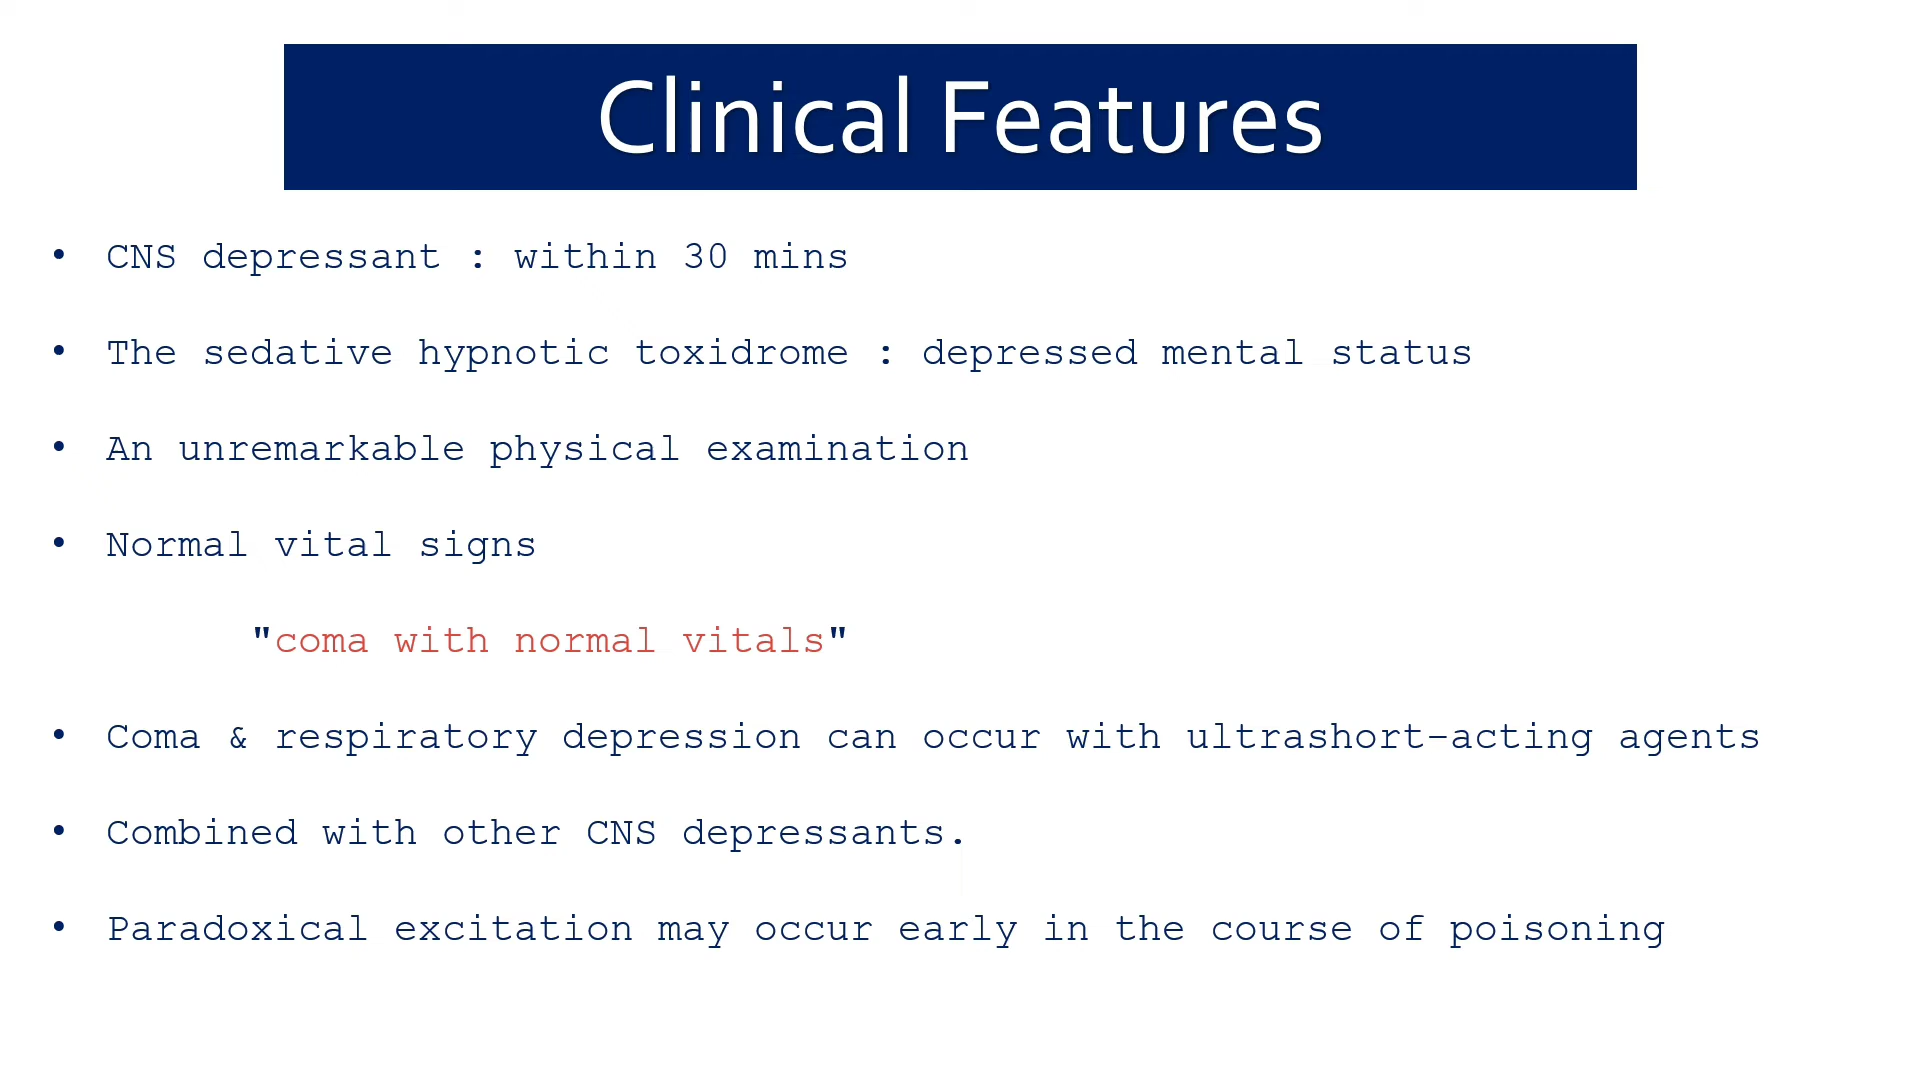 Clinical Features
• CNS depressant : within 30 mins
• The sedative hypnotic toxidrome : depressed mental status
• An unremarkable physical examination
• Normal vital signs
"coma with normal vitals"
• Coma & respiratory depression can occur with ultrashort-acting agents
• Combined with other CNS depressants.
• Paradoxical excitation may occur early in the course of poisoning